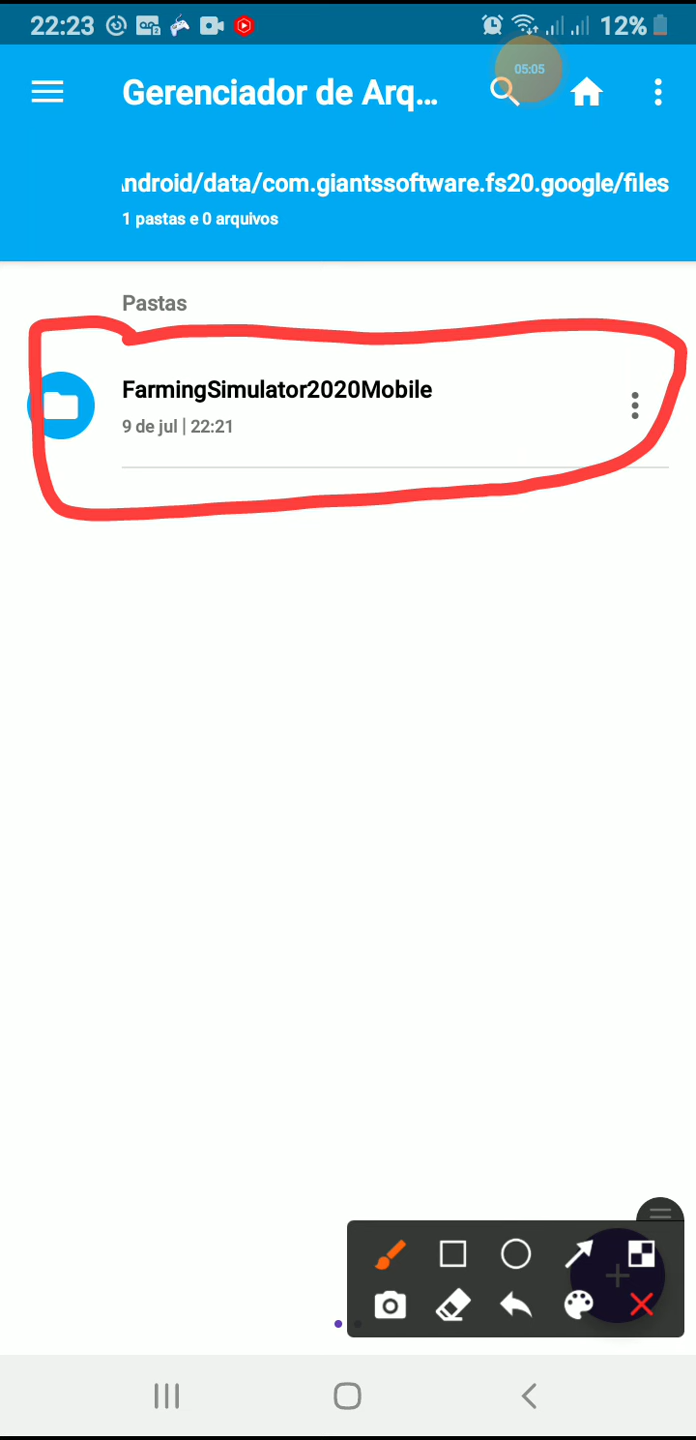 22:23
12%
05:05
Gerenciador de Arq...
ndroid/data/com.giantssoftware.fs20.google/files
1 pastas e 0 arquivos
Pastas
FarmingSimulator2020Mobile
9 de jul | 22:21